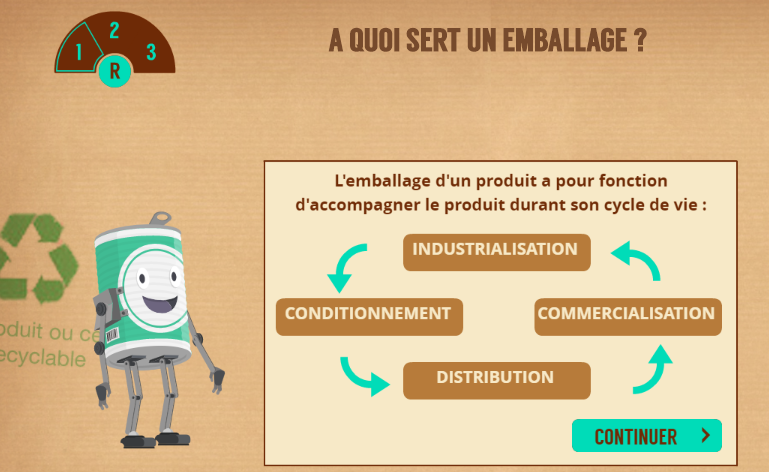 1
2
3
R
A QUOI SERT UN EMBALLAGE ?
L'emballage d'un produit a pour fonction
d'accompagner le produit durant son cycle de vie :
INDUSTRIALISATION
CONDITIONNEMENT
COMMERCIALISATION
DISTRIBUTION
CONTINUER
oduit ou ce
ecyclable